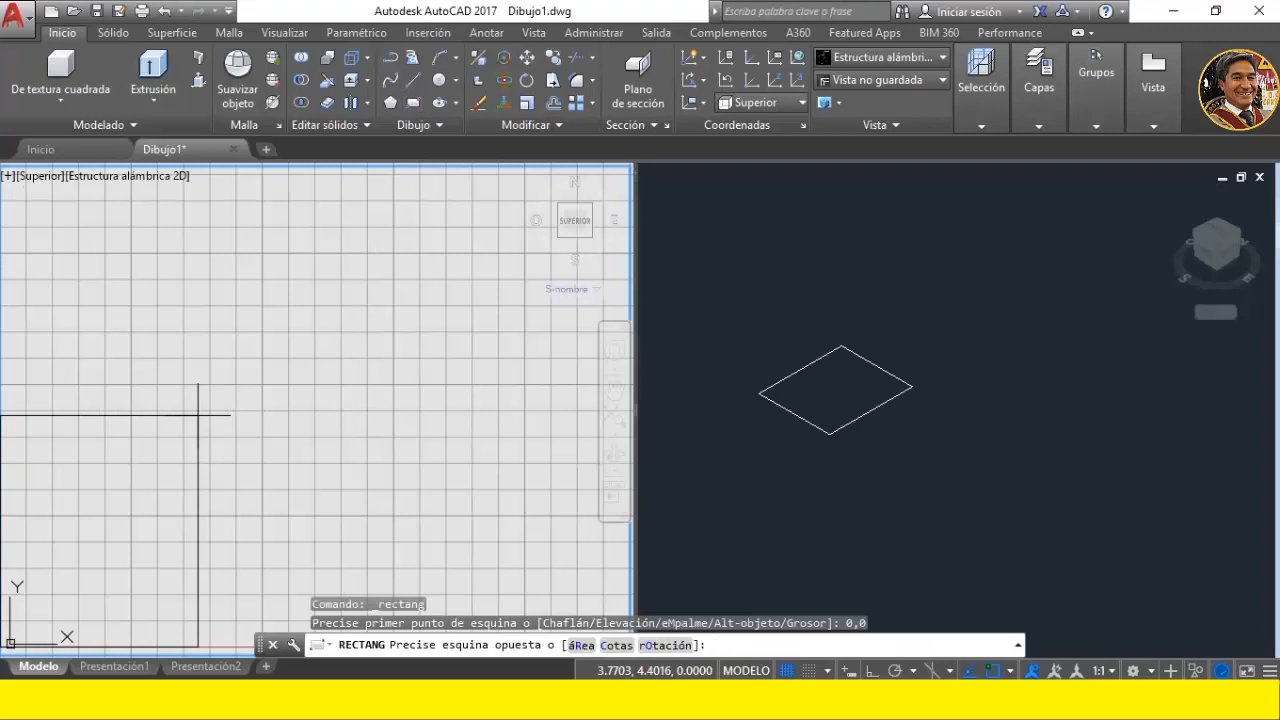 Autodesk AutoCAD 2017 Dibujo1.dwg
Escriba palabra clave o frase
Iniciar sesión
Inicio Sólido Superficie Malla Visualizar Paramétrico Inserción Anotar Vista Administrar Salida Complementos A360 Featured Apps BIM 360 Performance
De textura cuadrada
Extrusión
Suavizar
objeto
Plano
de sección
Estructura alámbri...
Vista no guardada
Superior
Selección
Capas
Grupos
Vista
Modelado Malla Editar sólidos Dibujo Modificar Sección Coordenadas Vista
Inicio Dibujo1*
[+][Superior][Estructura alámbrica 2D]
N
SUPERIOR
S
S-nombre
S E
Y
X
Comando: _rectang
Precise primer punto de esquina o [Chaflán/Elevación/eMpalme/Alt-objeto/Grosor]: 0,0
RECTANG Precise esquina opuesta o [áRea Cotas rOtación]:
Modelo Presentación1 Presentación2
3.7703, 4.4016, 0.0000 MODELO 1:1